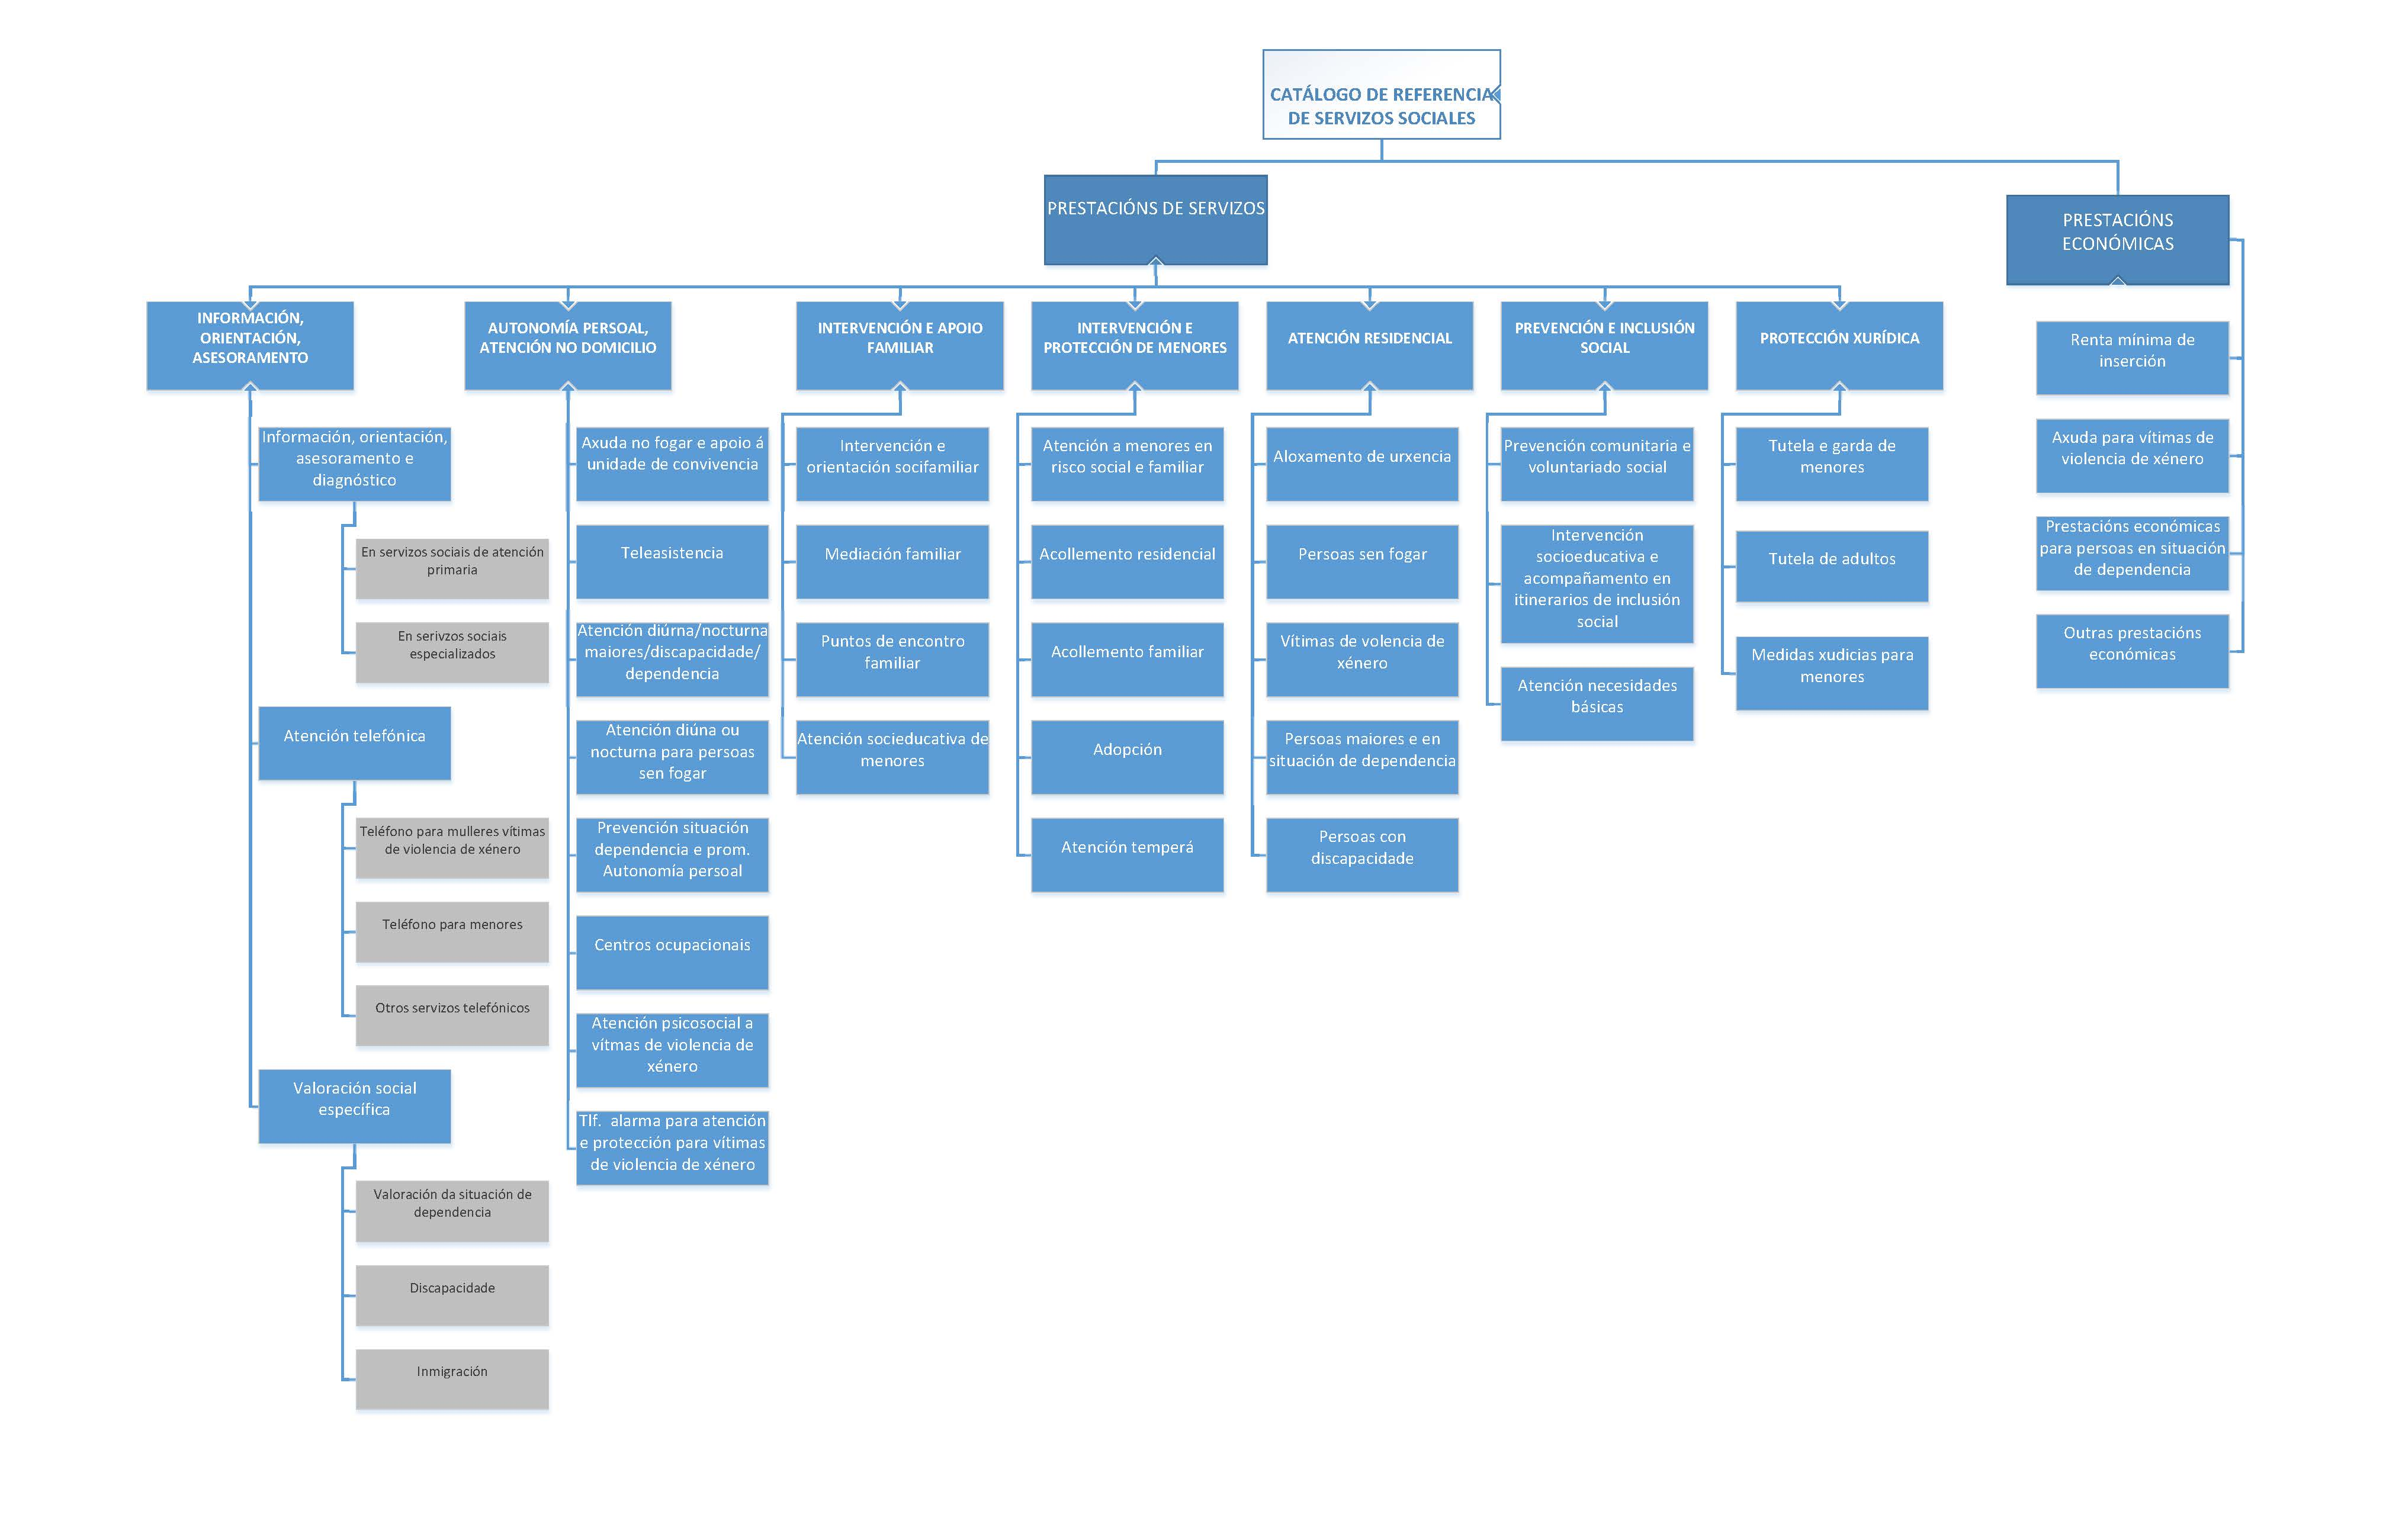 CATÁLOGO DE REFERENCIA
DE SERVIZOS SOCIALES
PRESTACIÓNS DE SERVIZOS
PRESTACIÓNS
ECONÓMICAS
INFORMACIÓN,
ORIENTACIÓN,
ASESORAMENTO
Información, orientación,
asesoramento e
diagnóstico
En servizos sociais de atención
primaria
En serivzos sociais
especializados
Atención telefónica
Teléfono para mulleres vítimas
de violencia de xénero
Teléfono para menores
Otros servizos telefónicos
Valoración social
específica
Valoración da situación de
dependencia
Discapacidade
Inmigración
AUTONOMÍA PERSOAL,
ATENCIÓN NO DOMICILIO
Axuda no fogar e apoio á
unidade de convivencia
Teleasistencia
Atención diúrna/nocturna
maiores/discapacidade/
dependencia
Atención diúna ou
nocturna para persoas
sen fogar
Prevención situación
dependencia e prom.
Autonomía persoal
Centros ocupacionais
Atención psicosocial a
vítmas de violencia de
xénero
Tlf. alarma para atención
e protección para vítimas
de violencia de xénero
INTERVENCIÓN E APOIO
FAMILIAR
Intervención e
orientación socifamiliar
Mediación familiar
Puntos de encontro
familiar
Atención socieducativa de
menores
INTERVENCIÓN E
PROTECCIÓN DE MENORES
Atención a menores en
risco social e familiar
Acollemento residencial
Acollemento familiar
Adopción
Atención temperá
ATENCIÓN RESIDENCIAL
Aloxamento de urxencia
Persoas sen fogar
Vítimas de volencia de
xénero
Persoas maiores e en
situación de dependencia
Persoas con
discapacidade
PREVENCIÓN E INCLUSIÓN
SOCIAL
Prevención comunitaria e
voluntariado social
Intervención
socioeducativa e
acompañamento en
itinerarios de inclusión
social
Atención necesidades
básicas
PROTECCIÓN XURÍDICA
Tutela e garda de
menores
Tutela de adultos
Medidas xudicias para
menores
Renta mínima de
inserción
Axuda para vítimas de
violencia de xénero
Prestacións económicas
para persoas en situación
de dependencia
Outras prestacións
económicas